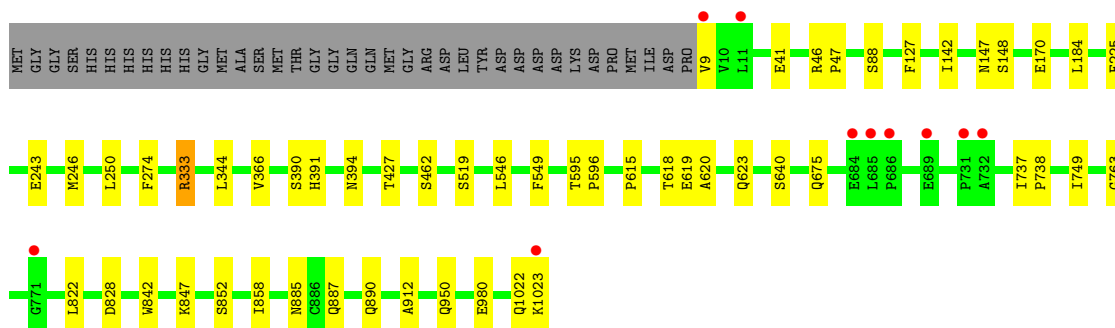 MET GLY GLY SER HIS HIS HIS HIS HIS HIS GLY MET ALA SER MET THR GLY GLY GLN GLN MET GLY ARG ASP LEU TYR ASP ASP ASP ASP LYS ASP PRO MET ILE ASP PRO V9 V10 L11 E41 R46 P47 S88 F127 I142 N147 S148 E170 L184
E243 M246 L250 F274 R333 L344 V366 S390 H391 N394 T427 S462 S519 L546 F549 T595 P596 P615 T618 E619 A620 Q623 S640 Q675 E684 L685 P686 E689 P731 A732 I737 P738 I749
G771 L822 D828 W842 K847 S852 I858 N885 C886 Q887 Q890 A912 Q950 E980 Q1022 K1023